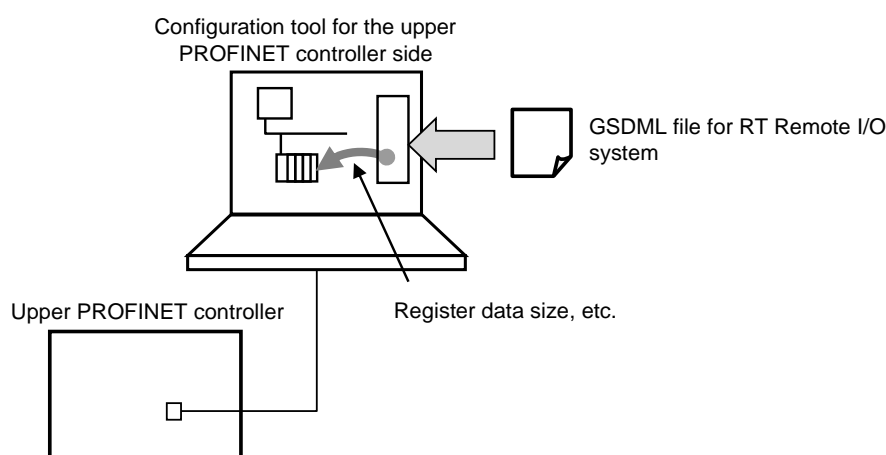 Configuration tool for the upper
PROFINET controller side
GSDML file for RT Remote I/O
system
Register data size, etc.
Upper PROFINET controller